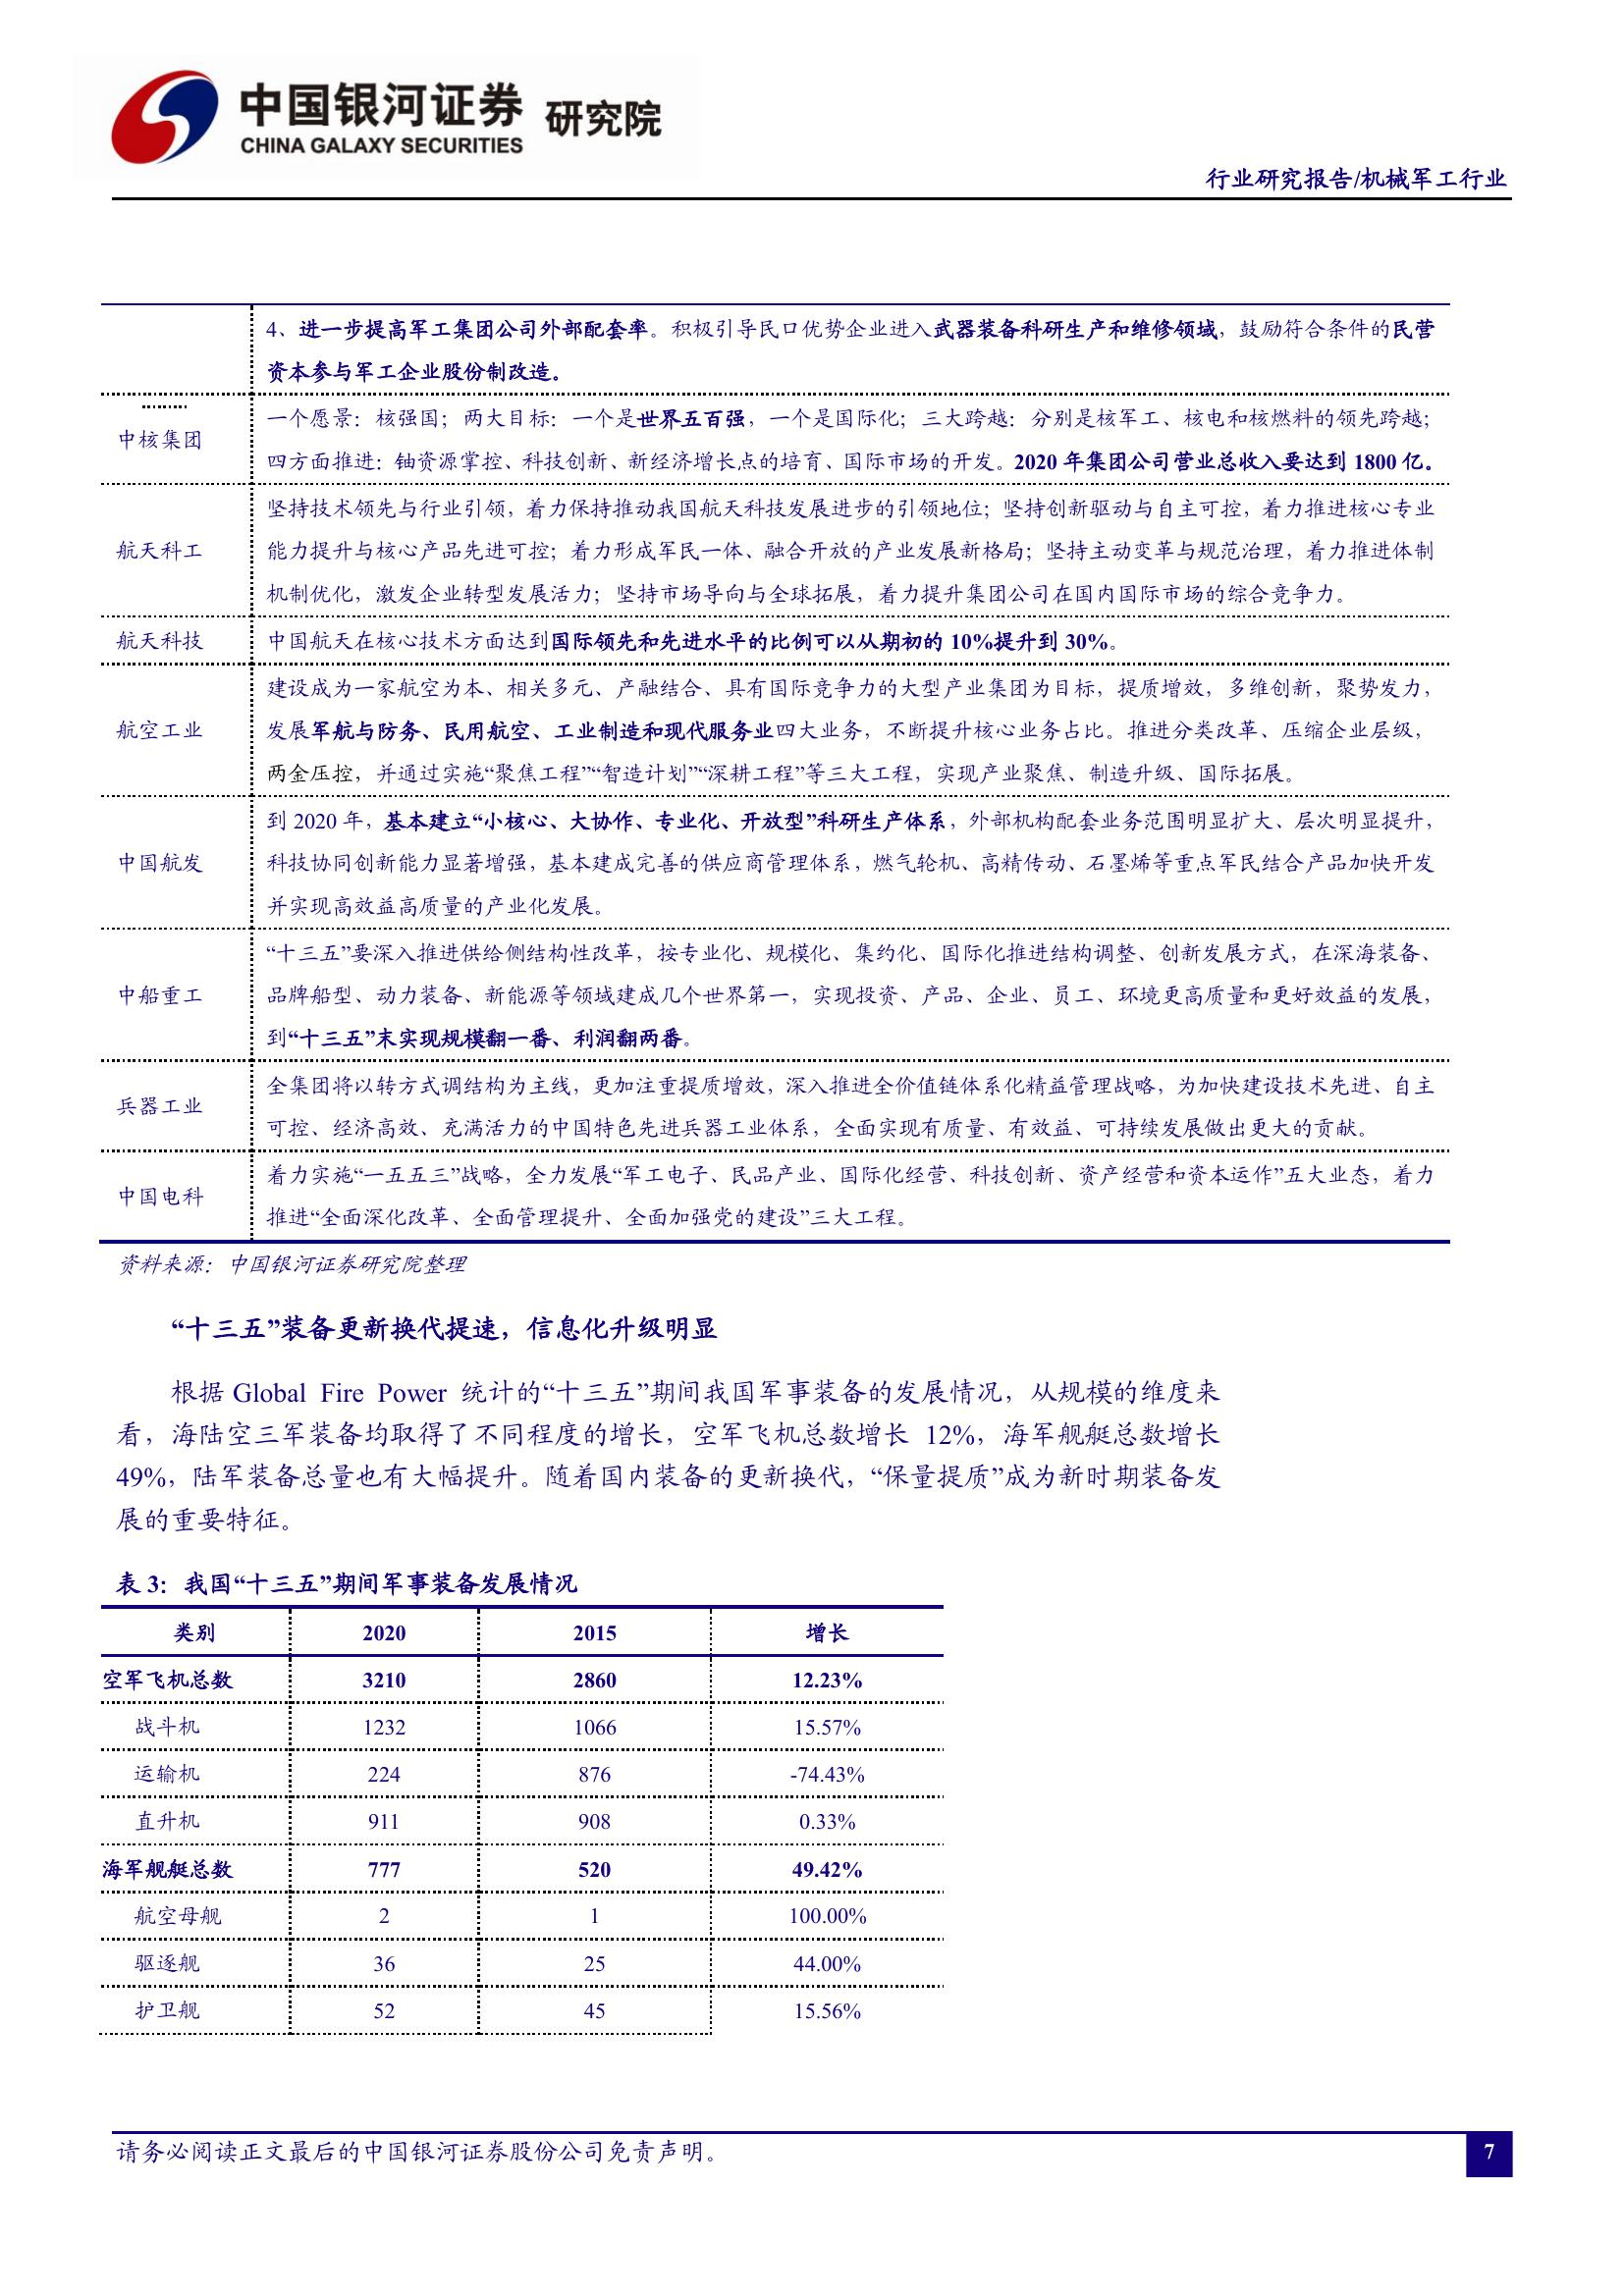 中国银河证券 研究院
CHINA GALAXY SECURITIES
行业研究报告/机械军工行业
4、进一步提高军工集团公司外部配套率。积极引导民口优势企业进入武器装备科研生产和维修领域，鼓励符合条件的民营
资本参与军工企业股份制改造。
中核集团
一个愿景：核强国；两大目标：一个是世界五百强，一个是国际化；三大跨越：分别是核军工、核电和核燃料的领先跨越；
四方面推进：铀资源掌控、科技创新、新经济增长点的培育、国际市场的开发。2020 年集团公司营业总收入要达到 1800 亿。
航天科工
坚持技术领先与行业引领，着力保持推动我国航天科技发展进步的引领地位；坚持创新驱动与自主可控，着力推进核心专业
能力提升与核心产品先进可控；着力形成军民一体、融合开放的产业发展新格局；坚持主动变革与规范治理，着力推进体制
机制优化，激发企业转型发展活力；坚持市场导向与全球拓展，着力提升集团公司在国内国际市场的综合竞争力。
航天科技
中国航天在核心技术方面达到国际领先和先进水平的比例可以从期初的 10%提升到 30%。
航空工业
建设成为一家航空为本、相关多元、产融结合、具有国际竞争力的大型产业集团为目标，提质增效，多维创新，聚势发力，
发展军航与防务、民用航空、工业制造和现代服务业四大业务，不断提升核心业务占比。推进分类改革、压缩企业层级，
两金压控，并通过实施“聚焦工程”“智造计划”“深耕工程”等三大工程，实现产业聚焦、制造升级、国际拓展。
中国航发
到 2020 年，基本建立“小核心、大协作、专业化、开放型”科研生产体系，外部机构配套业务范围明显扩大、层次明显提升，
科技协同创新能力显著增强，基本建成完善的供应商管理体系，燃气轮机、高精传动、石墨烯等重点军民结合产品加快开发
并实现高效益高质量的产业化发展。
中船重工
“十三五”要深入推进供给侧结构性改革，按专业化、规模化、集约化、国际化推进结构调整、创新发展方式，在深海装备、
品牌船型、动力装备、新能源等领域建成几个世界第一，实现投资、产品、企业、员工、环境更高质量和更好效益的发展，
到“十三五”末实现规模翻一番、利润翻两番。
兵器工业
全集团将以转方式调结构为主线，更加注重提质增效，深入推进全价值链体系化精益管理战略，为加快建设技术先进、自主
可控、经济高效、充满活力的中国特色先进兵器工业体系，全面实现有质量、有效益、可持续发展做出更大的贡献。
中国电科
着力实施“一五五三”战略，全力发展“军工电子、民品产业、国际化经营、科技创新、资产经营和资本运作”五大业态，着力
推进“全面深化改革、全面管理提升、全面加强党的建设”三大工程。
资料来源：中国银河证券研究院整理
“十三五”装备更新换代提速，信息化升级明显
根据 Global Fire Power 统计的“十三五”期间我国军事装备的发展情况，从规模的维度来
看，海陆空三军装备均取得了不同程度的增长，空军飞机总数增长 12%，海军舰艇总数增长
49%，陆军装备总量也有大幅提升。随着国内装备的更新换代，“保量提质”成为新时期装备发
展的重要特征。
表 3：我国“十三五”期间军事装备发展情况
类别 2020 2015 增长
空军飞机总数 3210 2860 12.23%
战斗机 1232 1066 15.57%
运输机 224 876 -74.43%
直升机 911 908 0.33%
海军舰艇总数 777 520 49.42%
航空母舰 2 1 100.00%
驱逐舰 36 25 44.00%
护卫舰 52 45 15.56%
请务必阅读正文最后的中国银河证券股份公司免责声明。
7